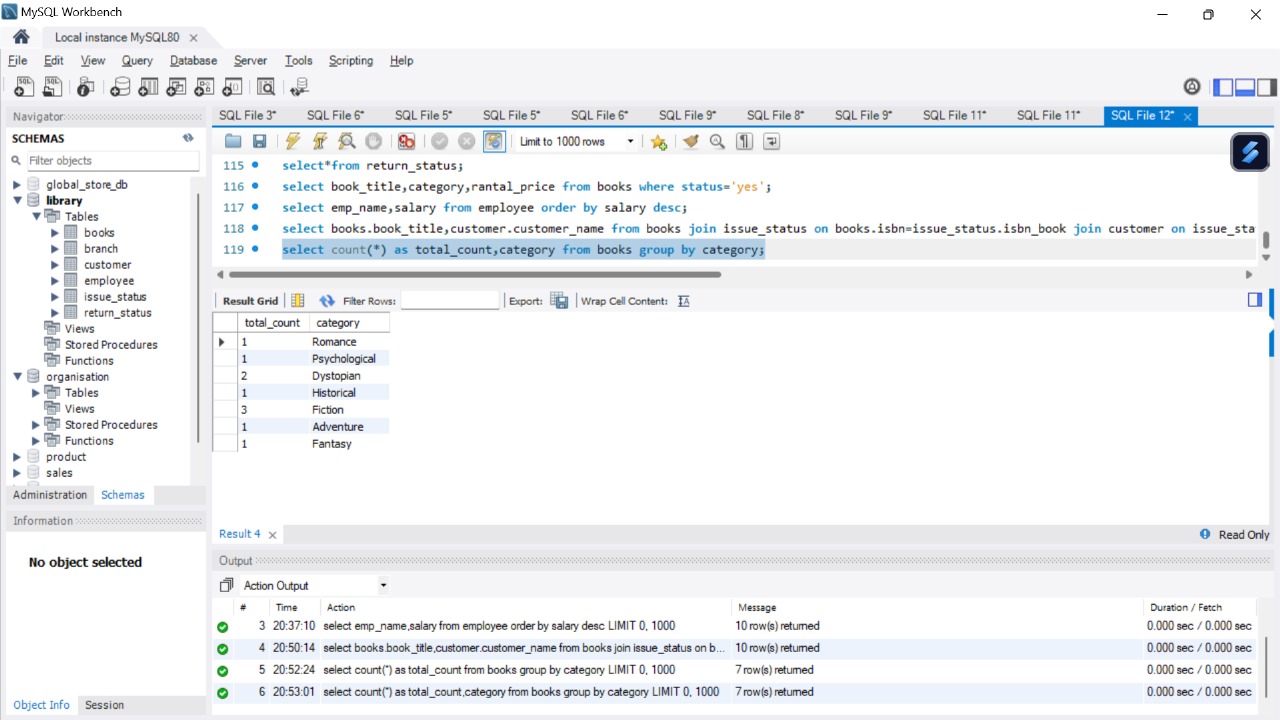 MySQL Workbench
Local instance MySQL80
File Edit View Query Database Server Tools Scripting Help
Navigator
SCHEMAS
Filter objects
global_store_db
library
Tables
books
branch
customer
employee
issue_status
return_status
Views
Stored Procedures
Functions
organisation
Tables
Views
Stored Procedures
Functions
product
sales
Administration Schemas
Information
No object selected
Object Info Session
SQL File 3* SQL File 6* SQL File 5* SQL File 5* SQL File 6* SQL File 9* SQL File 8* SQL File 9* SQL File 11* SQL File 11* SQL File 12*
Limit to 1000 rows
115 select*from return_status;
116 select book_title,category,rantal_price from books where status='yes';
117 select emp_name,salary from employee order by salary desc;
118 select books.book_title,customer.customer_name from books join issue_status on books.isbn=issue_status.isbn_book join customer on issue_sta
119 select count(*) as total_count,category from books group by category;
Result Grid Filter Rows: Export: Wrap Cell Content:
total_count category
1 Romance
1 Psychological
2 Dystopian
1 Historical
3 Fiction
1 Adventure
1 Fantasy
Result 4 Read Only
Output
Action Output
# Time Action Message Duration / Fetch
3 20:37:10 select emp_name,salary from employee order by salary desc LIMIT 0, 1000 10 row(s) returned 0.000 sec / 0.000 sec
4 20:50:14 select books.book_title,customer.customer_name from books join issue_status on b... 10 row(s) returned 0.000 sec / 0.000 sec
5 20:52:24 select count(*) as total_count from books group by category LIMIT 0, 1000 7 row(s) returned 0.000 sec / 0.000 sec
6 20:53:01 select count(*) as total_count,category from books group by category LIMIT 0, 1000 7 row(s) returned 0.000 sec / 0.000 sec